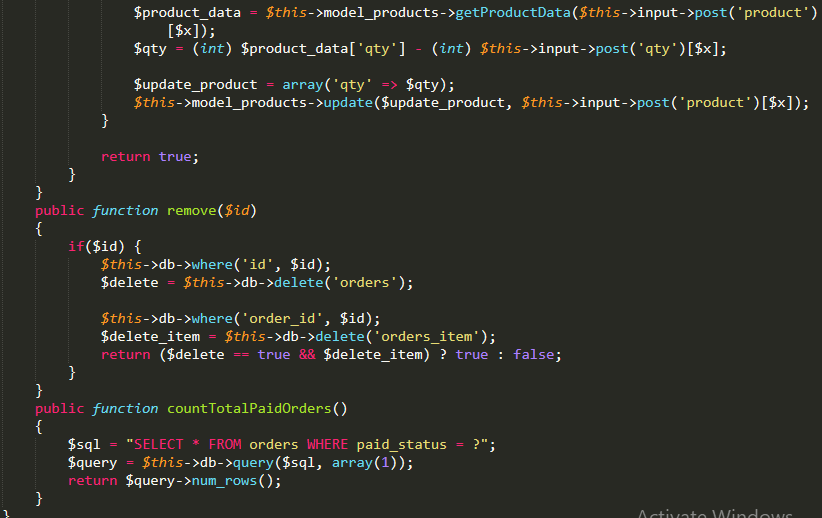 $product_data = $this->model_products->getProductData($this->input->post('product')
[$x]);
$qty = (int) $product_data['qty'] - (int) $this->input->post('qty')[$x];
$update_product = array('qty' => $qty);
$this->model_products->update($update_product, $this->input->post('product')[$x]);
}
return true;
}
}
public function remove($id)
{
if($id) {
$this->db->where('id', $id);
$delete = $this->db->delete('orders');
$this->db->where('order_id', $id);
$delete_item = $this->db->delete('orders_item');
return ($delete == true && $delete_item) ? true : false;
}
}
public function countTotalPaidOrders()
{
$sql = "SELECT * FROM orders WHERE paid_status = ?";
$query = $this->db->query($sql, array(1));
return $query->num_rows();
}
}
Activate Windows